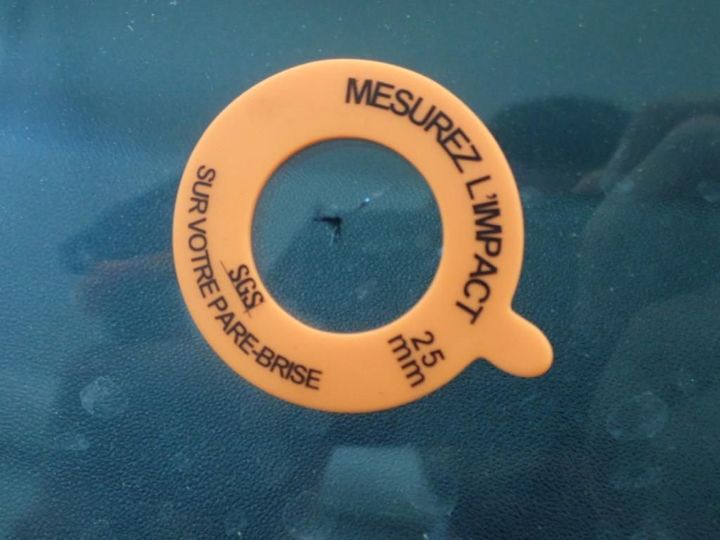 MESUREZ L'IMPACT
SUR VOTRE PARE-BRISE
SGS
25
mm